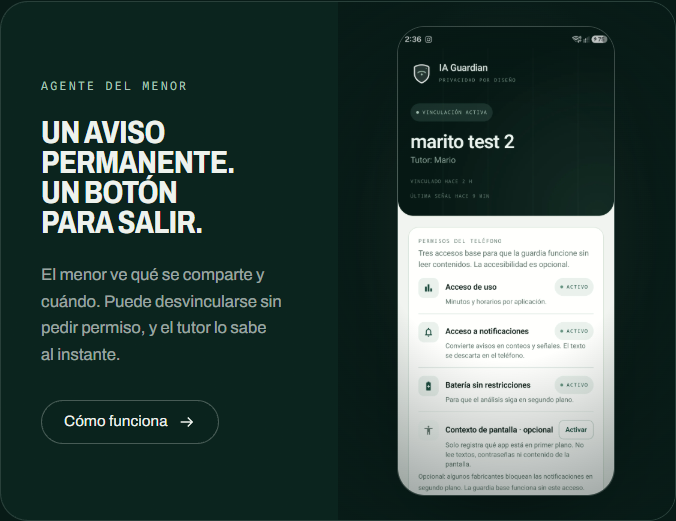 AGENTE DEL MENOR
UN AVISO
PERMANENTE.
UN BOTÓN
PARA SALIR.
El menor ve qué se comparte y
cuándo. Puede desvincularse sin
pedir permiso, y el tutor lo sabe
al instante.
Cómo funciona →
2:36
IA Guardian
PRIVACIDAD POR DISEÑO
VINCULACIÓN ACTIVA
marito test 2
Tutor: Mario
VINCULADO HACE 2 H
ÚLTIMA SEÑAL HACE 9 MIN
PERMISOS DEL TELÉFONO
Tres accesos base para que la guardia funcione sin
leer contenidos. La accesibilidad es opcional.
Acceso de uso
ACTIVO
Minutos y horarios por aplicación.
Acceso a notificaciones
ACTIVO
Convierte avisos en conteos y señales. El texto
se descarta en el teléfono.
Batería sin restricciones
ACTIVO
Para que el análisis siga en segundo plano.
Contexto de pantalla · opcional
Activar
Solo registra qué app está en primer plano. No
lee textos, contraseñas ni contenido de la
pantalla.
Opcional: algunos fabricantes bloquean las notificaciones en
segundo plano. La guardia base funciona sin este acceso.